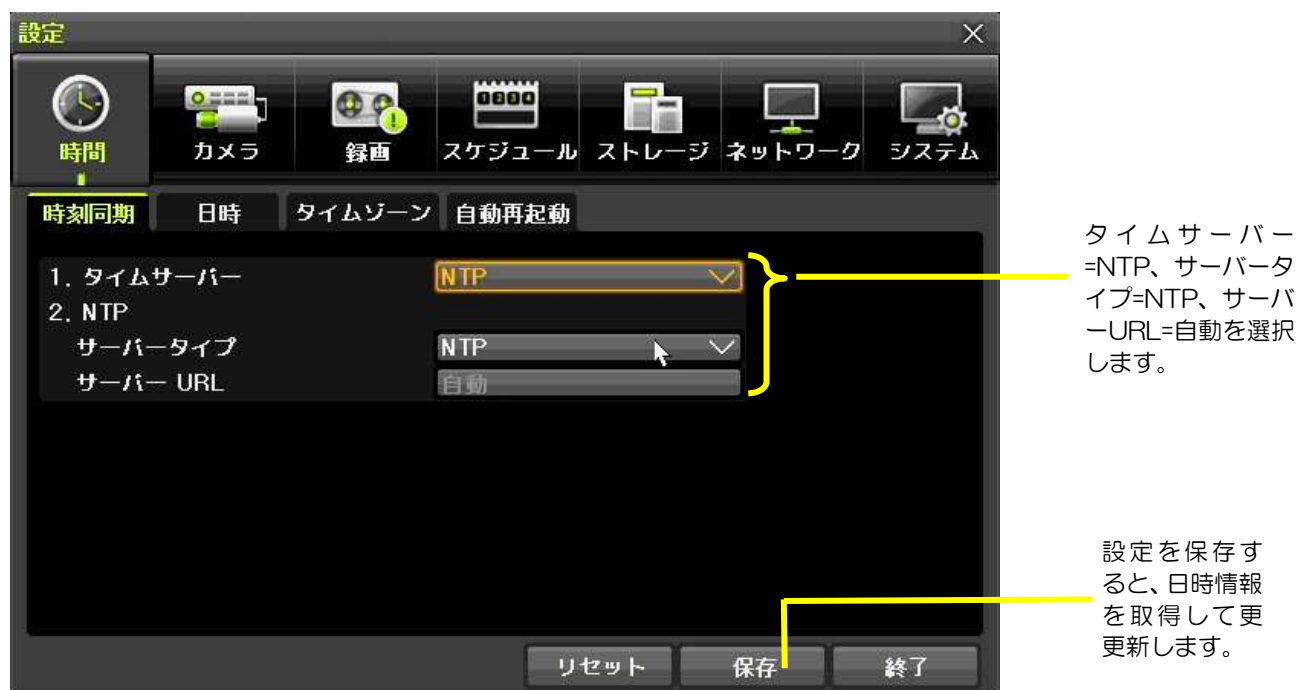 設定
時間 カメラ 録画 スケジュール ストレージ ネットワーク システム
時刻同期 日時 タイムゾーン 自動再起動
1. タイムサーバー NTP
2. NTP
サーバータイプ NTP
サーバー URL 自動
リセット 保存 終了
タイムサーバー
=NTP、サーバータ
イプ=NTP、サーバ
ーURL=自動を選択
します。
設定を保存す
ると、日時情報
を取得して更
更新します。